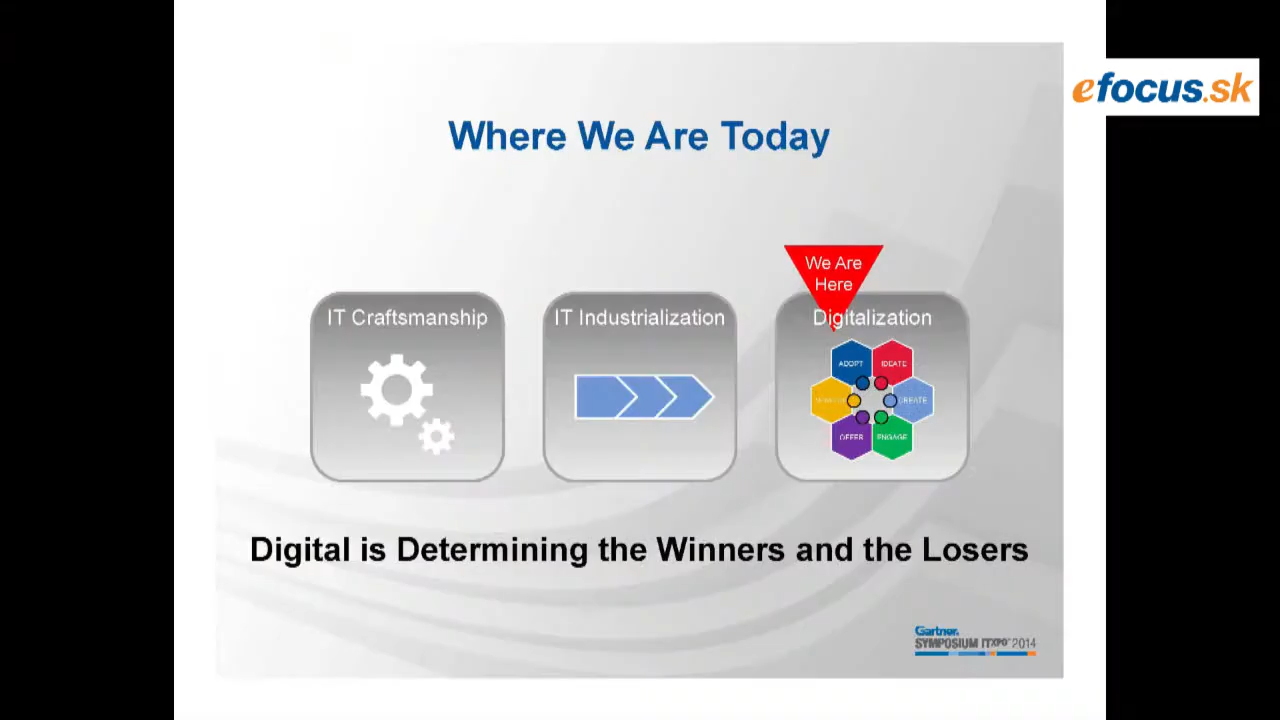 efocus.sk
Where We Are Today
We Are
Here
IT Craftsmanship
IT Industrialization
Digitalization
ADOPT
IDEATE
CREATE
OFFER
ENGAGE
Digital is Determining the Winners and the Losers
Gartner.
SYMPOSIUM ITXPO 2014